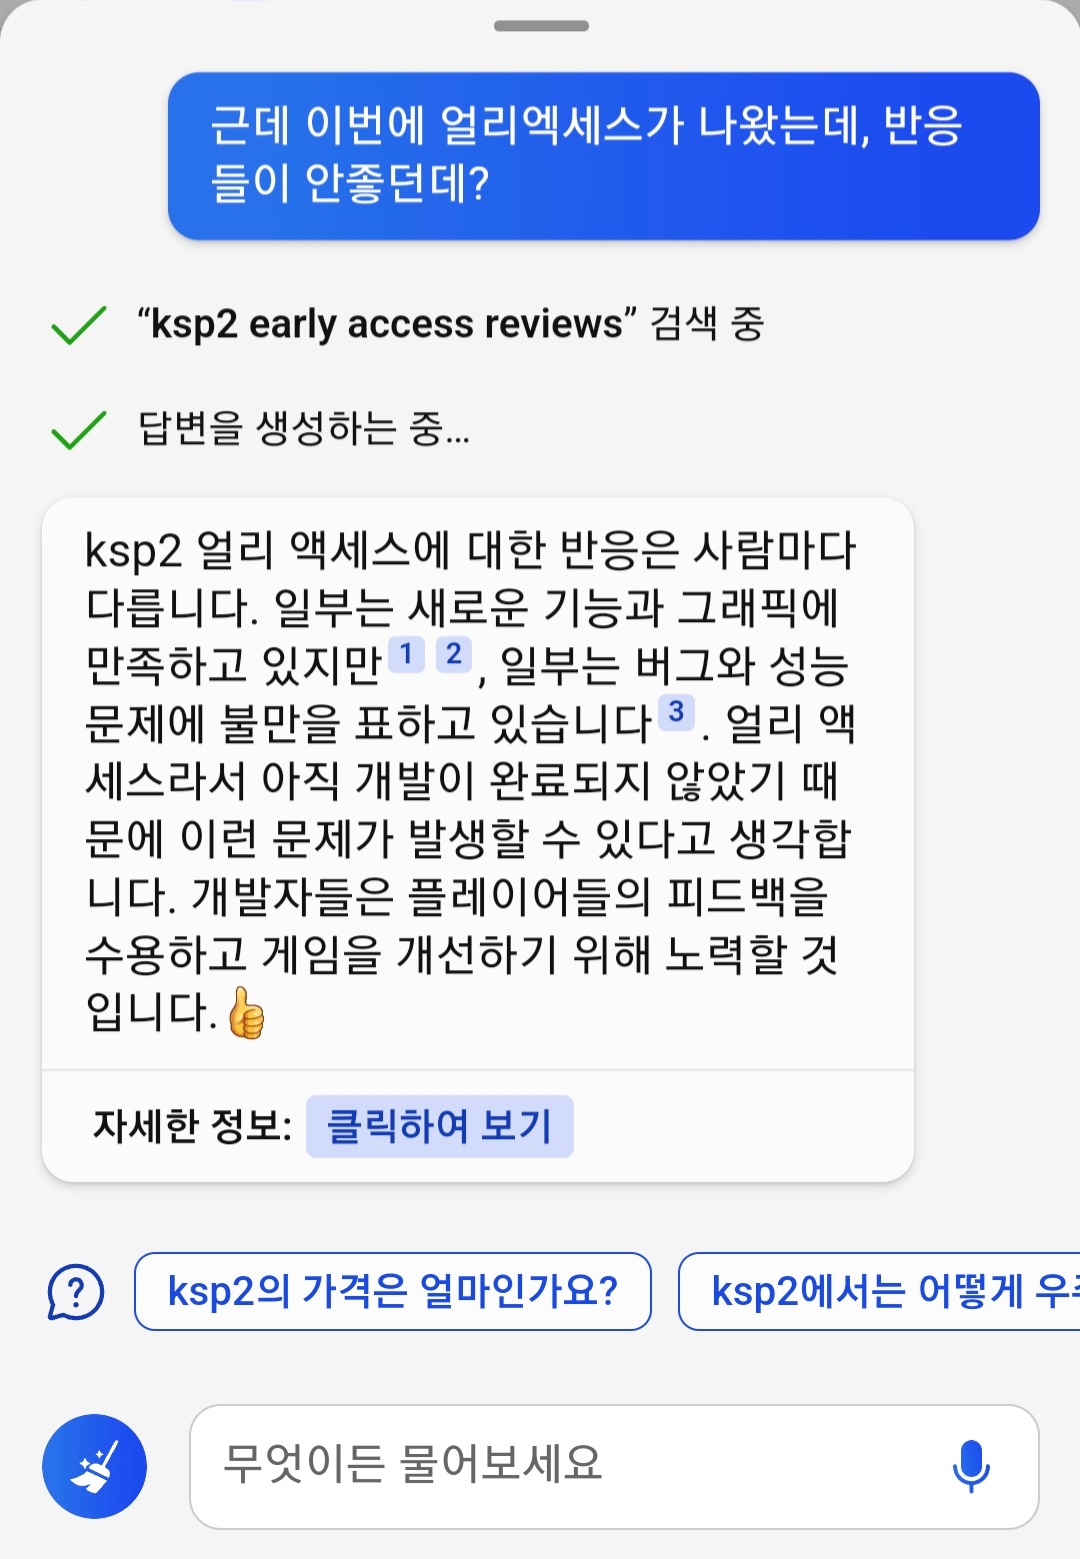 근데 이번에 얼리엑세스가 나왔는데, 반응
들이 안좋던데?
“ksp2 early access reviews” 검색 중
답변을 생성하는 중...
ksp2 얼리 액세스에 대한 반응은 사람마다
다릅니다. 일부는 새로운 기능과 그래픽에
만족하고 있지만 1 2 , 일부는 버그와 성능
문제에 불만을 표하고 있습니다 3 . 얼리 액
세스라서 아직 개발이 완료되지 않았기 때
문에 이런 문제가 발생할 수 있다고 생각합
니다. 개발자들은 플레이어들의 피드백을
수용하고 게임을 개선하기 위해 노력할 것
입니다.👍
자세한 정보: 클릭하여 보기
ksp2의 가격은 얼마인가요?
ksp2에서는 어떻게
무엇이든 물어보세요